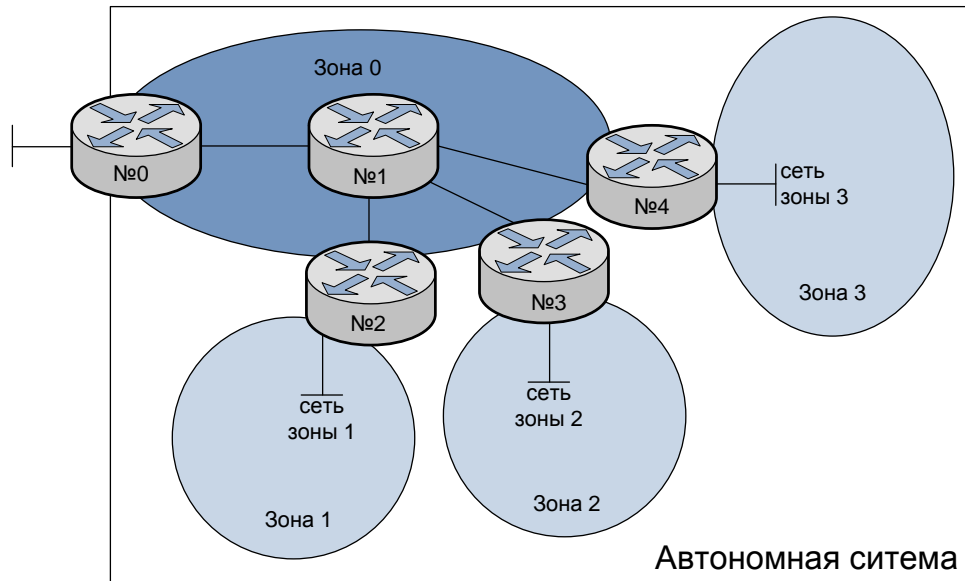 Зона 0
№0
№1
№4
сеть
зоны 3
№2
№3
Зона 3
сеть
зоны 1
сеть
зоны 2
Зона 1
Зона 2
Автономная ситема